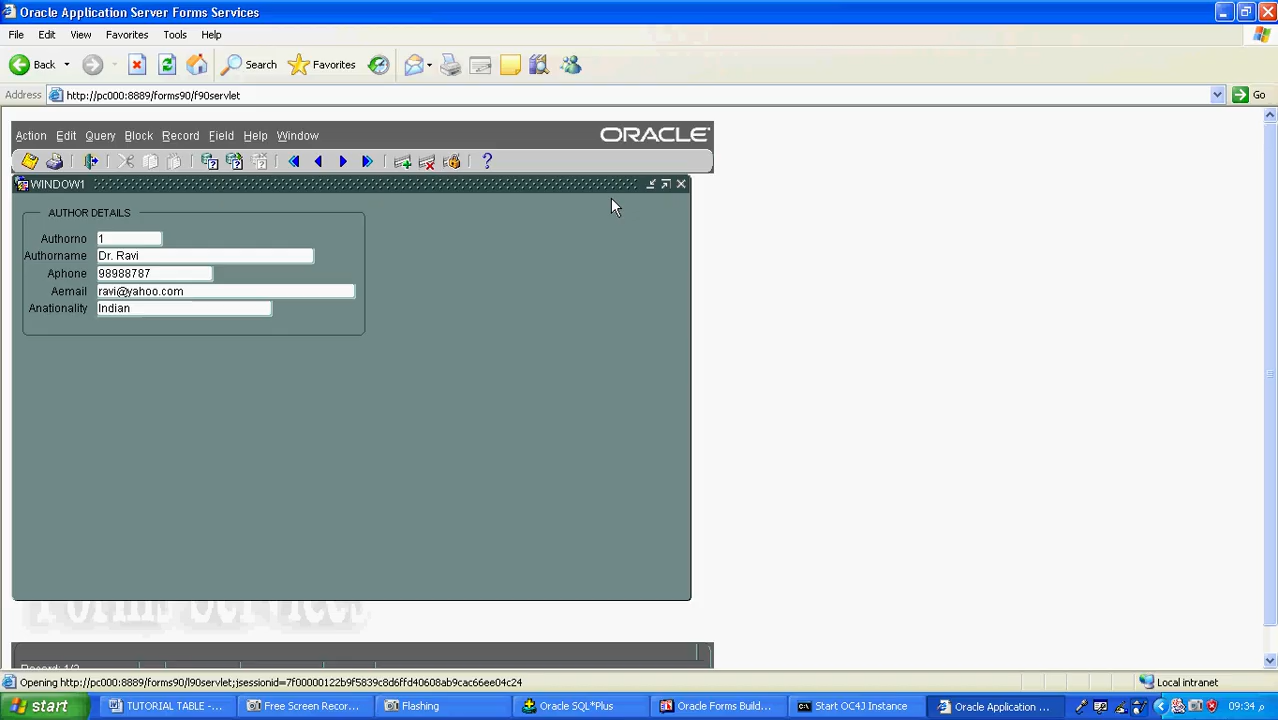 Oracle Application Server Forms Services
File Edit View Favorites Tools Help
Back Search Favorites
Address http://pc000:8889/forms90/f90servlet Go
Action Edit Query Block Record Field Help Window ORACLE
WINDOW1
AUTHOR DETAILS
Authorno 1
Authorname Dr. Ravi
Aphone 98988787
Aemail ravi@yahoo.com
Anationality Indian
Forms Services
Opening http://pc000:8889/forms90/l90servlet;jsessionid=7f00000122b9f5839c8d6ffd40608ab9cac66ee04c24 Local intranet
start TUTORIAL TABLE -... Free Screen Recor... Flashing Oracle SQL*Plus Oracle Forms Build... Start OC4J Instance Oracle Application ... 09:34 م